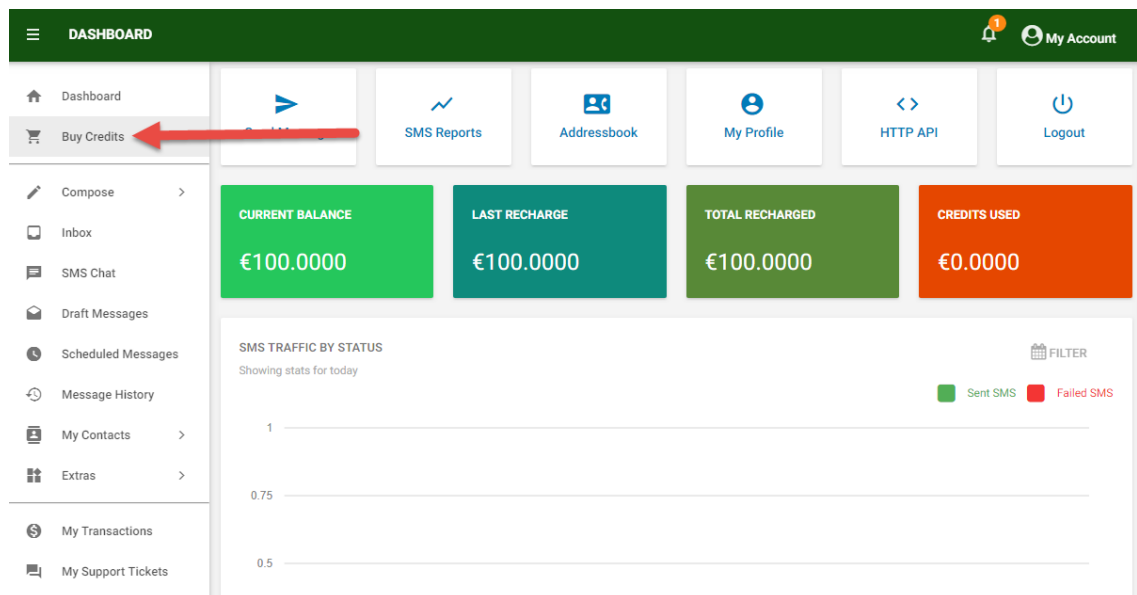 DASHBOARD
1
My Account
Dashboard
Buy Credits
Compose
Inbox
SMS Chat
Draft Messages
Scheduled Messages
Message History
My Contacts
Extras
My Transactions
My Support Tickets
SMS Reports
Addressbook
My Profile
HTTP API
Logout
CURRENT BALANCE
€100.0000
LAST RECHARGE
€100.0000
TOTAL RECHARGED
€100.0000
CREDITS USED
€0.0000
SMS TRAFFIC BY STATUS
Showing stats for today
FILTER
Sent SMS
Failed SMS
1
0.75
0.5